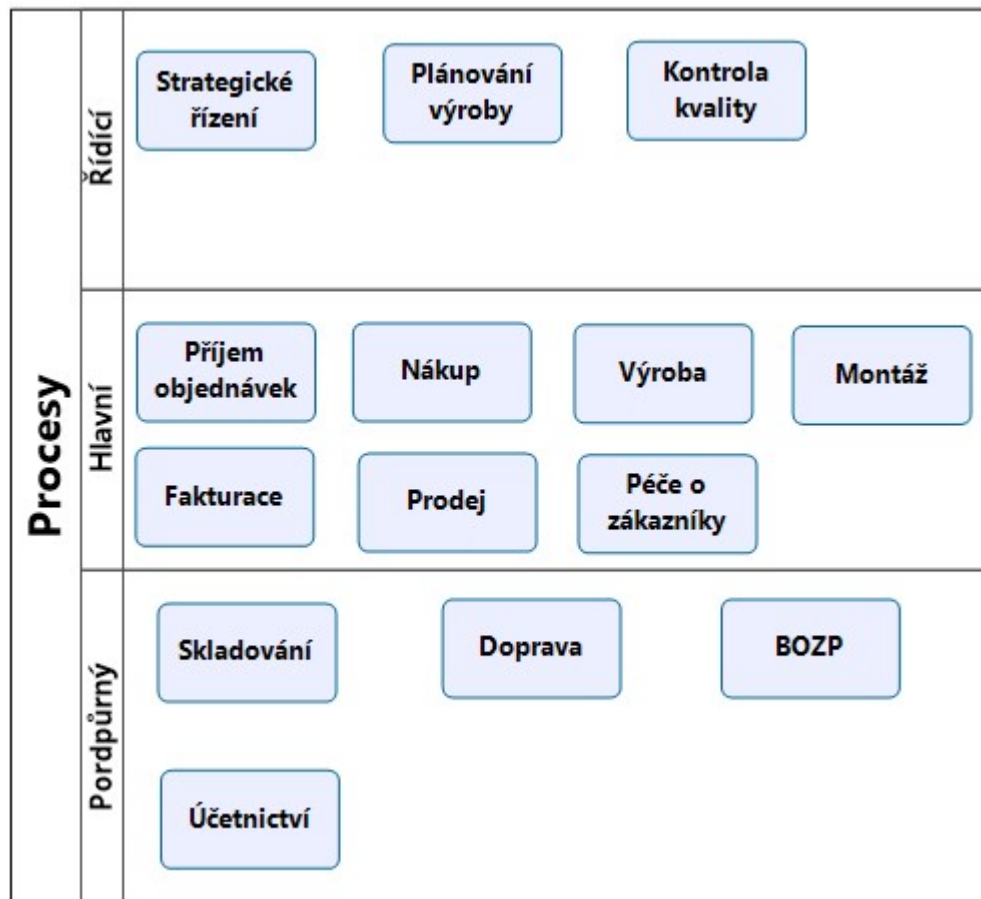 Procesy
Řídící
Strategické
řízení
Plánování
výroby
Kontrola
kvality
Hlavní
Příjem
objednávek
Nákup
Výroba
Montáž
Fakturace
Prodej
Péče o
zákazníky
Pordpůrný
Skladování
Doprava
BOZP
Účetnictví